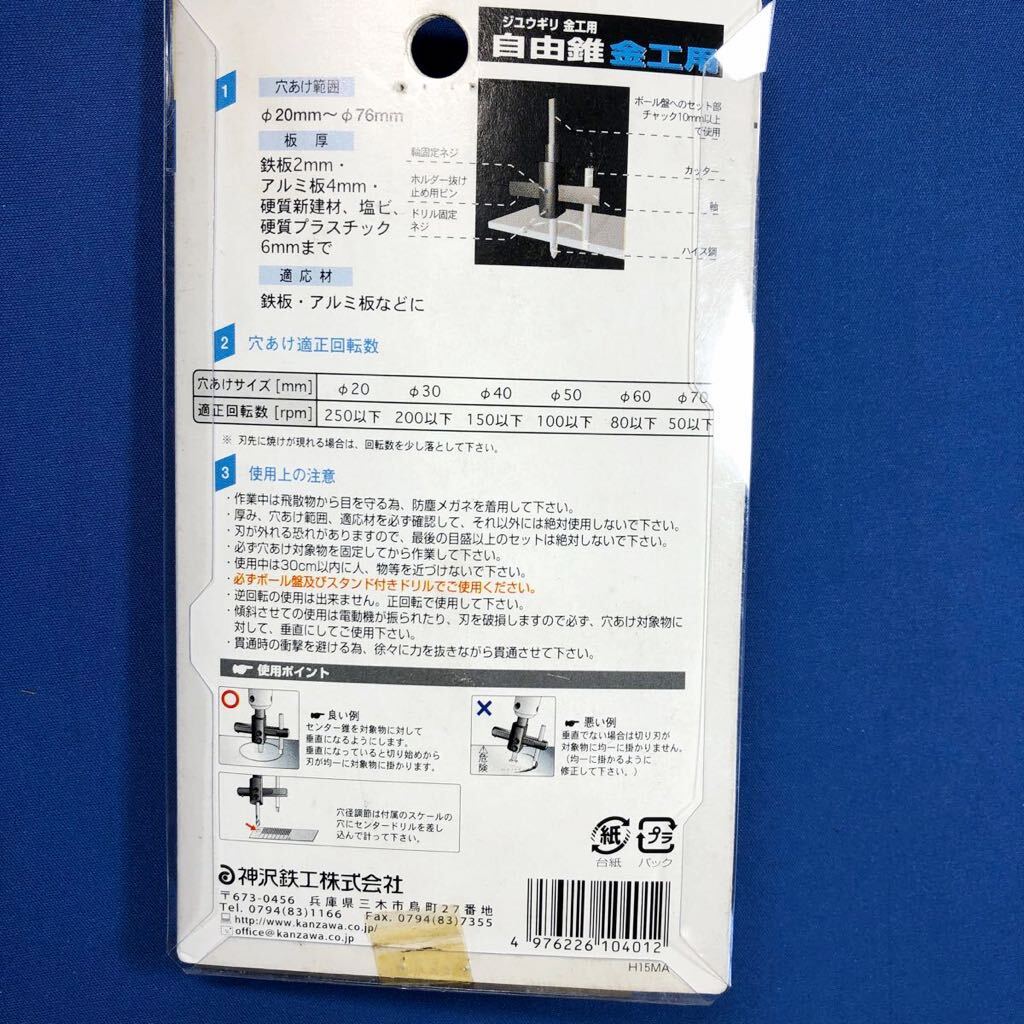 ジユウギリ 金工用
自由錐 金工用
1
穴あけ範囲
φ20mm〜φ76mm
板 厚
鉄板2mm・
アルミ板4mm・
硬質新建材、塩ビ、
硬質プラスチック
6mmまで
適応材
鉄板・アルミ板などに
軸固定ネジ
ホルダー抜け
止め用ピン
ドリル固定
ネジ
ボール盤へのセット部
チャック10mm以上
で使用
カッター
軸
ハイス鋼
2 穴あけ適正回転数
穴あけサイズ[mm] φ20 φ30 φ40 φ50 φ60 φ70
適正回転数[rpm] 250以下 200以下 150以下 100以下 80以下 50以下
※ 刃先に焼けが現れる場合は、回転数を少し落として下さい。
3 使用上の注意
・作業中は飛散物から目を守る為、防塵メガネを着用して下さい。
・厚み、穴あけ範囲、適応材を必ず確認して、それ以外には絶対使用しないで下さい。
・刃が外れる恐れがありますので、最後の目盛以上のセットは絶対しないで下さい。
・必ず穴あけ対象物を固定してから作業して下さい。
・使用中は30cm以内に人、物等を近づけないで下さい。
・必ずボール盤及びスタンド付きドリルでご使用ください。
・逆回転の使用は出来ません。正回転で使用して下さい。
・傾斜させての使用は電動機が振られたり、刃を破損しますので必ず、穴あけ対象物に
対して、垂直にしてご使用下さい。
・貫通時の衝撃を避ける為、徐々に力を抜きながら貫通させて下さい。
使用ポイント
良い例
センター錐を対象物に対して
垂直になるようにします。
垂直になっていると切り始めから
刃が均一に対象物に掛かります。
悪い例
垂直でない場合は切り刃が
対象物に均一に掛かりません。
(均一に掛かるように
修正して下さい。)
危険
穴径調節は付属のスケールの
穴にセンタードリルを差し
込んで計って下さい。
紙
台紙
プラ
パック
神沢鉄工株式会社
〒673-0456 兵庫県三木市鳥町27番地
Tel. 0794(83)1166 Fax. 0794(83)7355
http://www.kanzawa.co.jp/
office@kanzawa.co.jp
4 976226 104012
H15MA